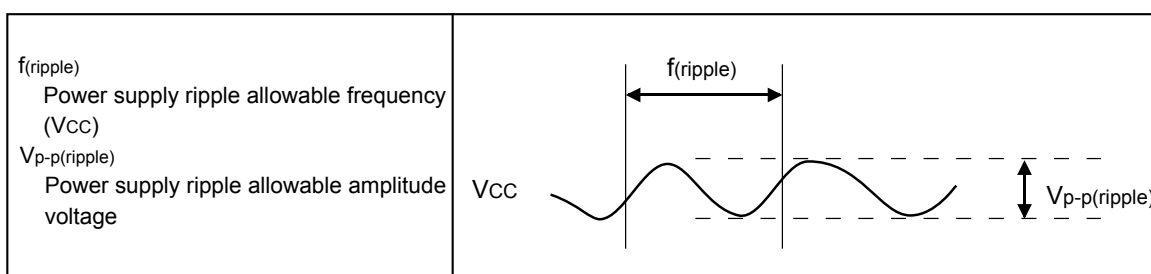 f(ripple)
Power supply ripple allowable frequency
(VCC)
Vp-p(ripple)
Power supply ripple allowable amplitude
voltage
f(ripple)
VCC
Vp-p(ripple)